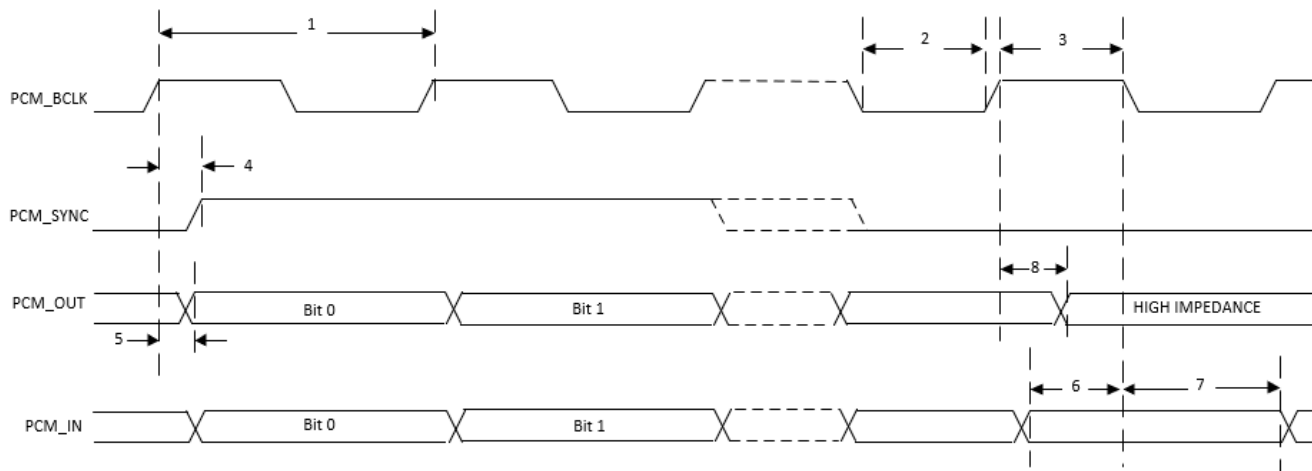 1
2
3
PCM_BCLK
4
PCM_SYNC
8
PCM_OUT
Bit 0
Bit 1
HIGH IMPEDANCE
5
6
7
PCM_IN
Bit 0
Bit 1